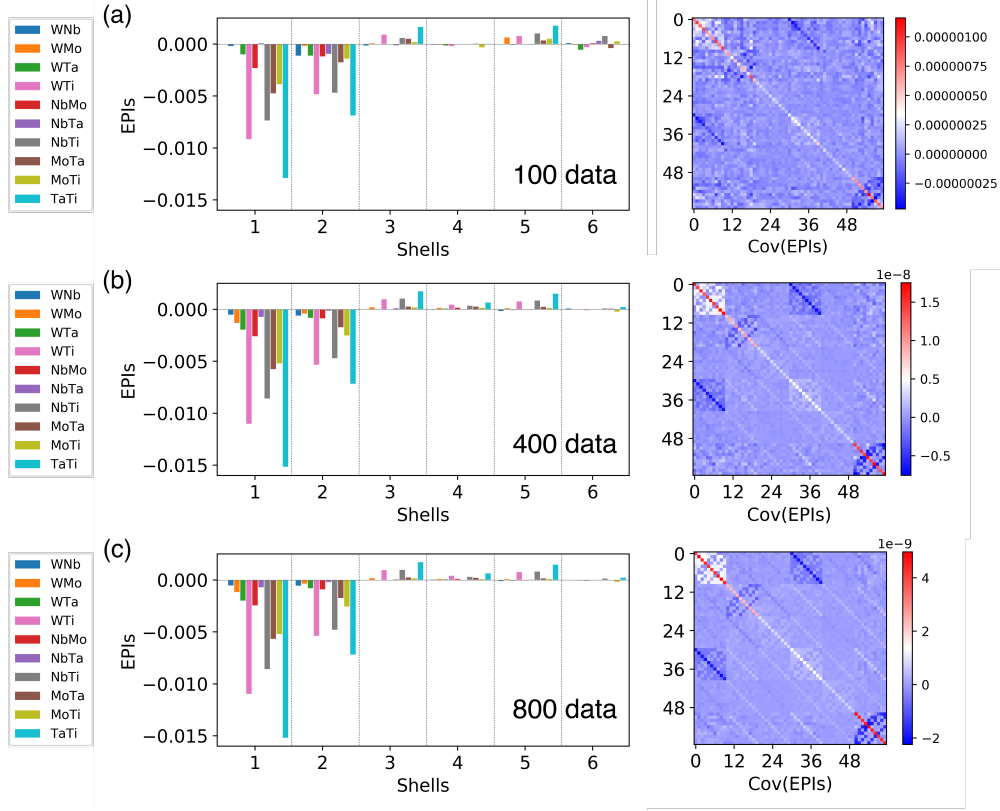 (a)
WNb
WMo
WTa
WTi
NbMo
NbTa
NbTi
MoTa
MoTi
TaTi
EPIs
0.000
−0.005
−0.010
−0.015
100 data
1 2 3 4 5 6
Shells
0
12
24
36
48
0 12 24 36 48
Cov(EPIs)
0.00000100
0.00000075
0.00000050
0.00000025
0.00000000
−0.00000025
(b)
WNb
WMo
WTa
WTi
NbMo
NbTa
NbTi
MoTa
MoTi
TaTi
EPIs
0.000
−0.005
−0.010
−0.015
400 data
1 2 3 4 5 6
Shells
0
12
24
36
48
0 12 24 36 48
Cov(EPIs)
1e−8
1.5
1.0
0.5
0.0
−0.5
(c)
WNb
WMo
WTa
WTi
NbMo
NbTa
NbTi
MoTa
MoTi
TaTi
EPIs
0.000
−0.005
−0.010
−0.015
800 data
1 2 3 4 5 6
Shells
0
12
24
36
48
0 12 24 36 48
Cov(EPIs)
1e−9
4
2
0
−2